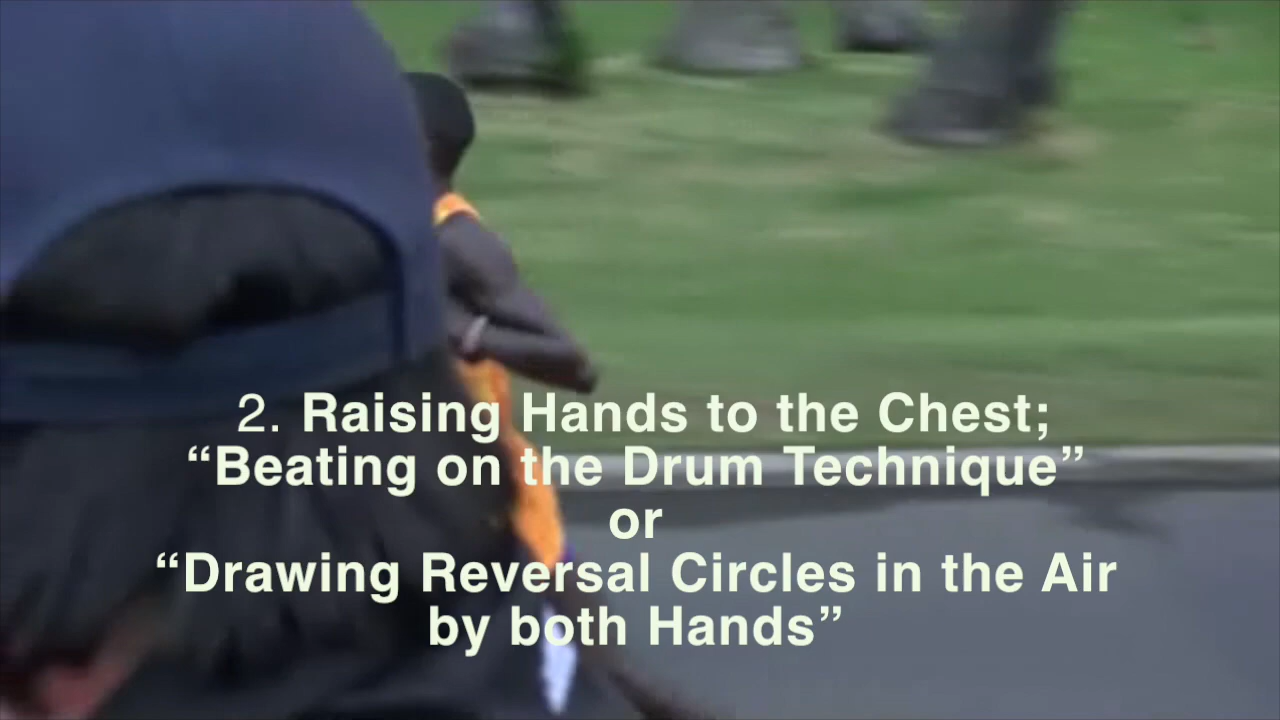 2. Raising Hands to the Chest;
“Beating on the Drum Technique”
or
“Drawing Reversal Circles in the Air
by both Hands”